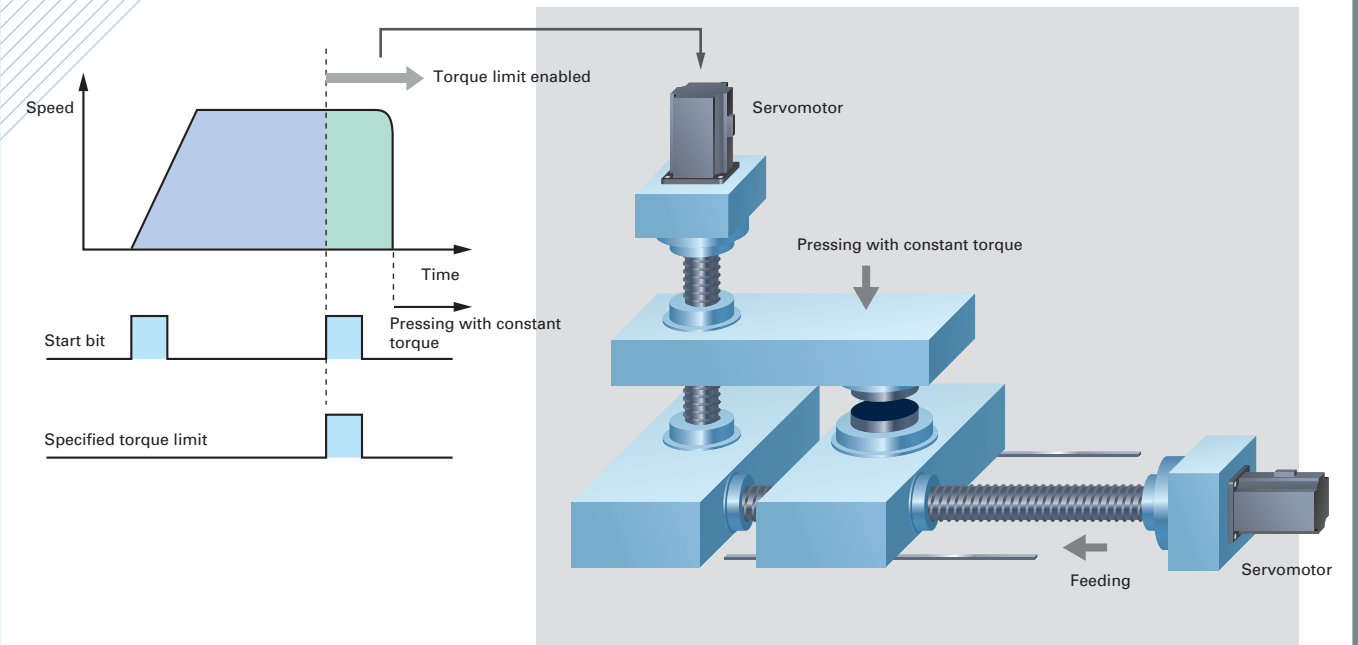 Torque limit enabled
Speed
Servomotor
Pressing with constant torque
Time
Pressing with constant
torque
Start bit
Specified torque limit
Feeding
Servomotor